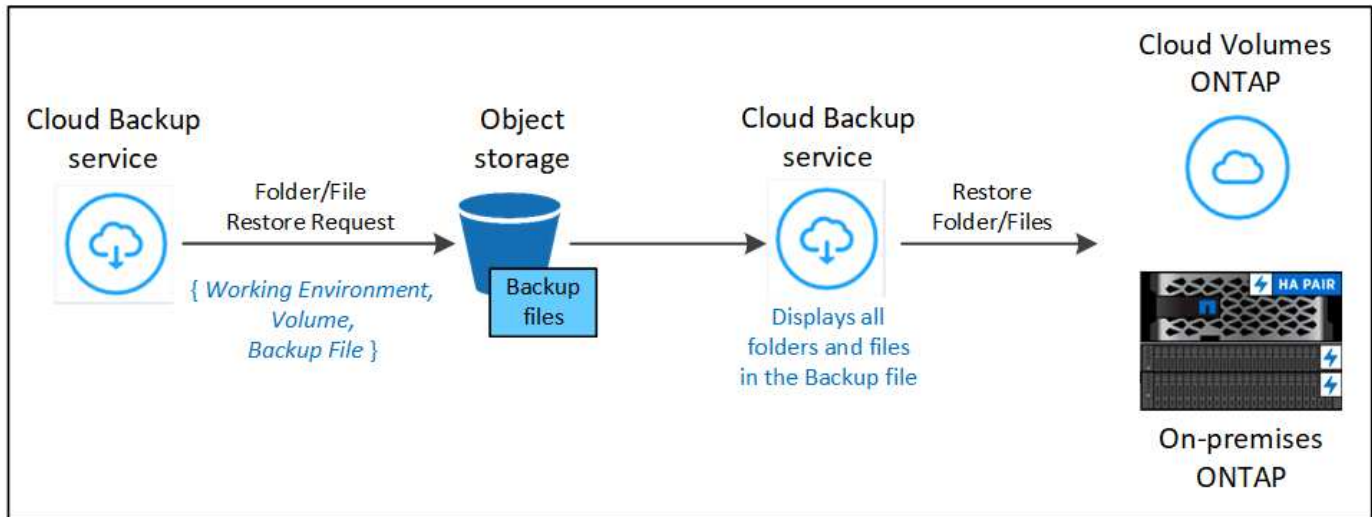 Cloud Backup
service
Folder/File
Restore Request
{ Working Environment,
Volume,
Backup File }
Object
storage
Backup
files
Cloud Backup
service
Displays all
folders and files
in the Backup file
Restore
Folder/Files
Cloud Volumes
ONTAP
HA PAIR
On-premises
ONTAP